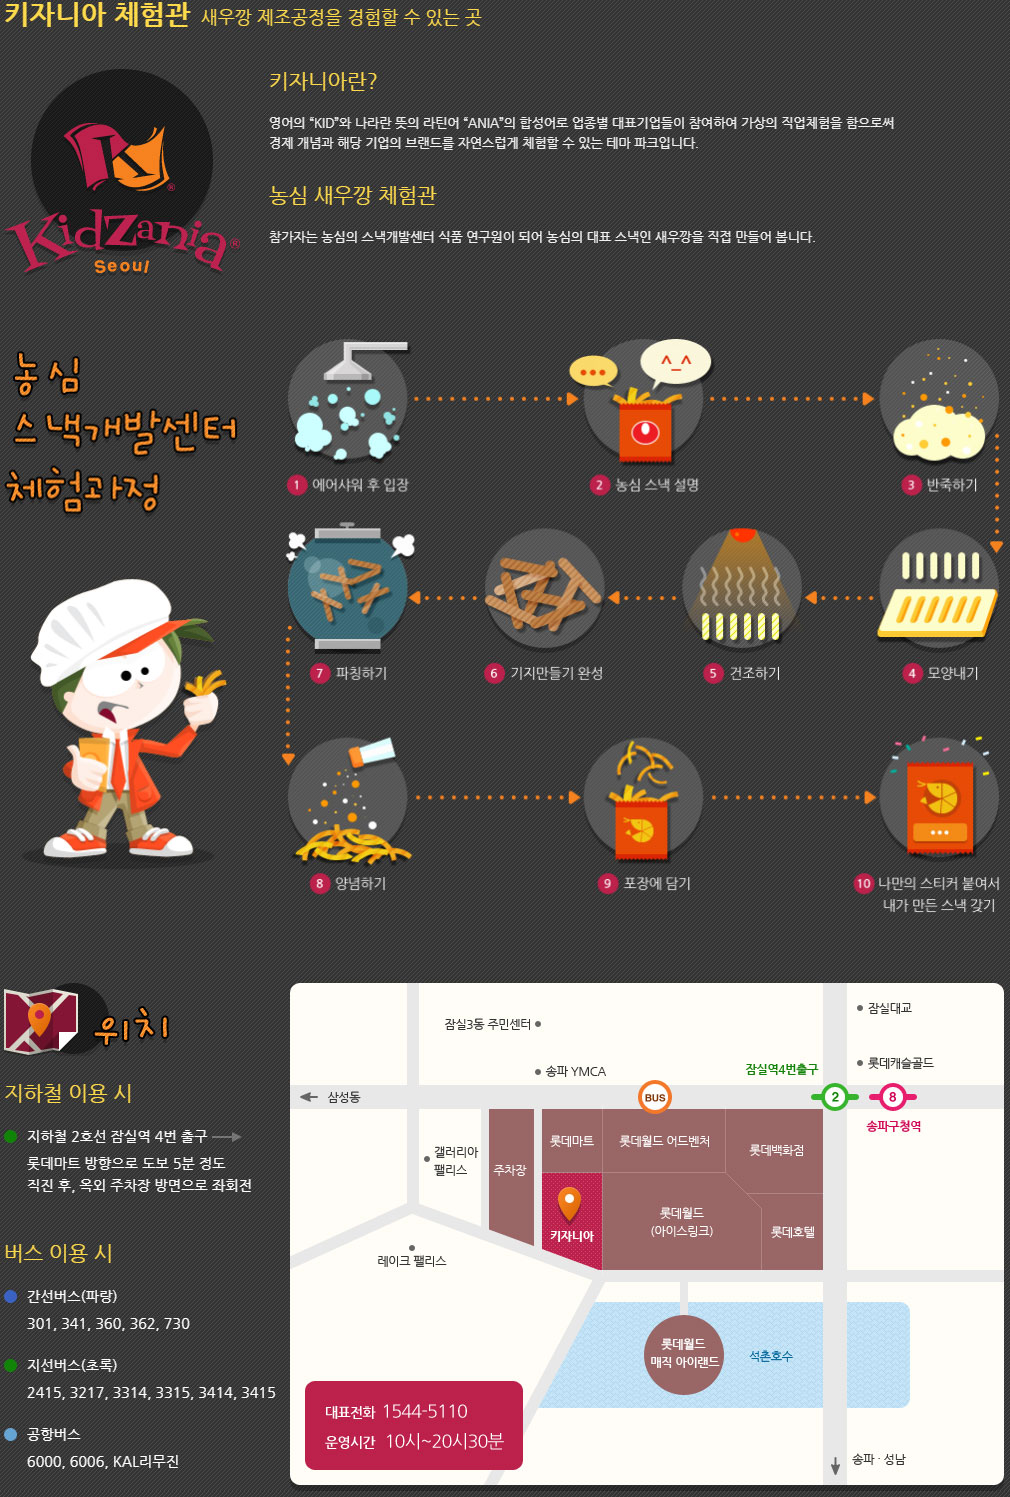 키자니아 체험관 새우깡 제조공정을 경험할 수 있는 곳
KidZania
Seoul
키자니아란?
영어의 “KID”와 나라란 뜻의 라틴어 “ANIA”의 합성어로 업종별 대표기업들이 참여하여 가상의 직업체험을 함으로써
경제 개념과 해당 기업의 브랜드를 자연스럽게 체험할 수 있는 테마 파크입니다.
농심 새우깡 체험관
참가자는 농심의 스낵개발센터 식품 연구원이 되어 농심의 대표 스낵인 새우깡을 직접 만들어 봅니다.
농심
스낵개발센터
체험과정
1 에어샤워 후 입장
2 농심 스낵 설명
3 반죽하기
4 모양내기
5 건조하기
6 기지만들기 완성
7 파칭하기
8 양념하기
9 포장에 담기
10 나만의 스티커 붙여서
내가 만든 스낵 갖기
위치
지하철 이용 시
지하철 2호선 잠실역 4번 출구
롯데마트 방향으로 도보 5분 정도
직진 후, 옥외 주차장 방면으로 좌회전
버스 이용 시
간선버스(파랑)
301, 341, 360, 362, 730
지선버스(초록)
2415, 3217, 3314, 3315, 3414, 3415
공항버스
6000, 6006, KAL리무진
잠실대교
잠실3동 주민센터
롯데캐슬골드
송파 YMCA
잠실역4번출구
삼성동
BUS
2
8
송파구청역
갤러리아
팰리스
주차장
롯데마트
롯데월드 어드벤처
롯데백화점
키자니아
롯데월드
(아이스링크)
롯데호텔
레이크 팰리스
롯데월드
매직 아이랜드
석촌호수
대표전화 1544-5110
운영시간 10시~20시30분
송파 · 성남